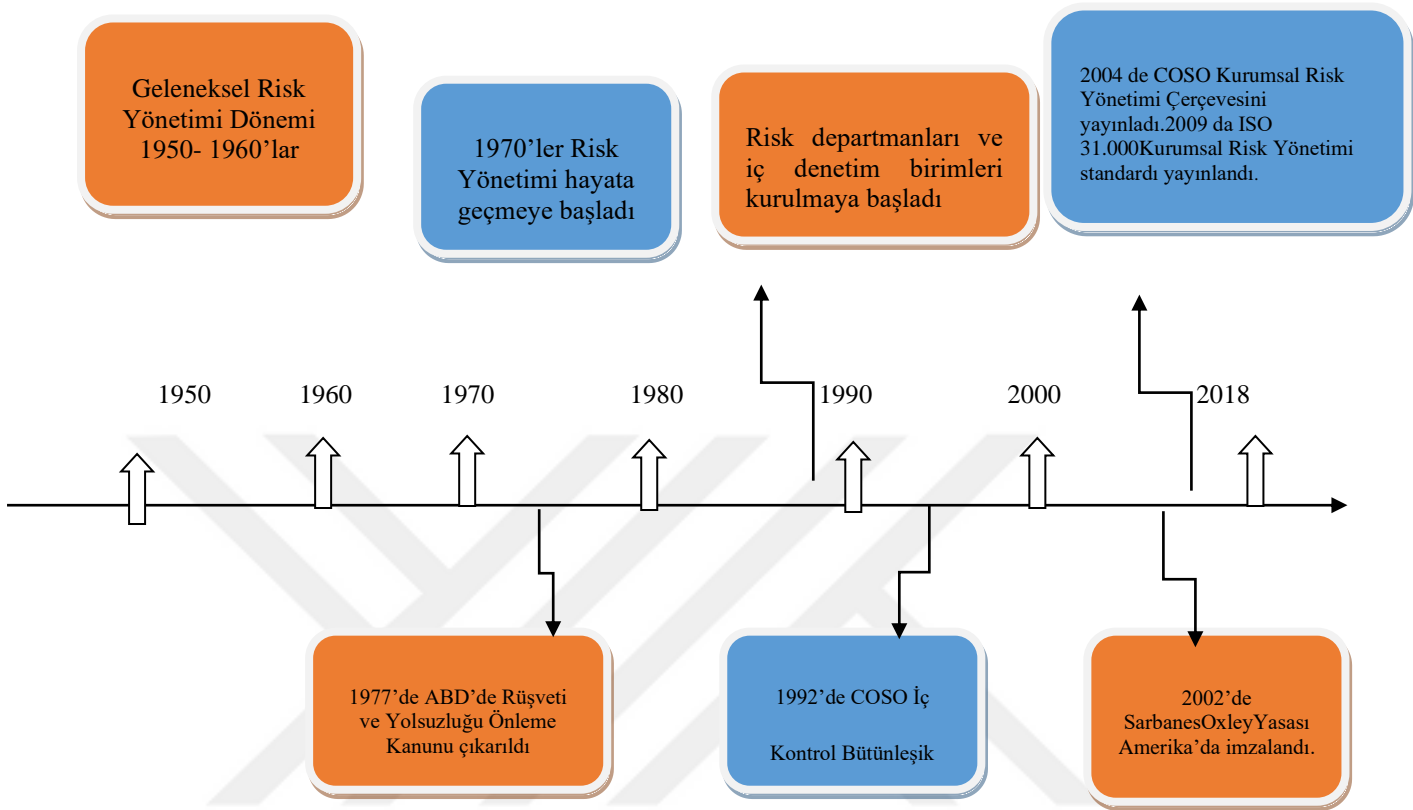 Geleneksel Risk
Yönetimi Dönemi
1950- 1960’lar
1970’ler Risk
Yönetimi hayata
geçmeye başladı
Risk departmanları ve
iç denetim birimleri
kurulmaya başladı
2004 de COSO Kurumsal Risk
Yönetimi Çerçevesini
yayınladı.2009 da ISO
31.000Kurumsal Risk Yönetimi
standardı yayınlandı.
1950 1960 1970 1980 1990 2000 2018
1977’de ABD’de Rüşveti
ve Yolsuzluğu Önleme
Kanunu çıkarıldı
1992’de COSO İç
Kontrol Bütünleşik
2002’de
SarbanesOxleyYasası
Amerika’da imzalandı.